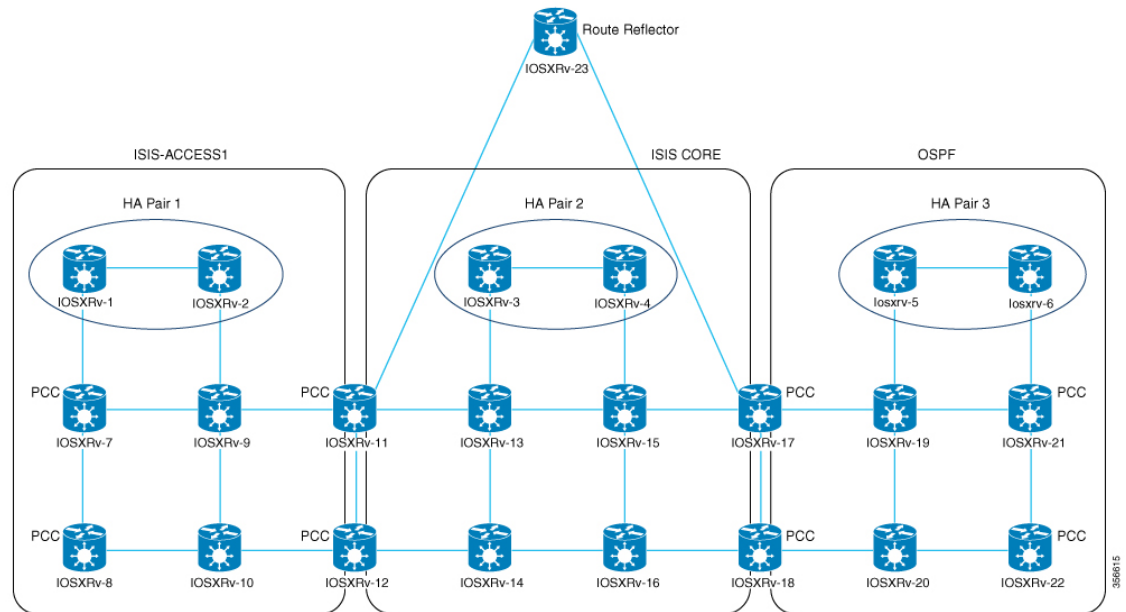 Route Reflector
IOSXRv-23
ISIS-ACCESS1
ISIS CORE
OSPF
HA Pair 1
HA Pair 2
HA Pair 3
IOSXRv-1
IOSXRv-2
IOSXRv-3
IOSXRv-4
Iosxrv-5
Iosxrv-6
PCC
PCC
PCC
PCC
IOSXRv-7
IOSXRv-9
IOSXRv-11
IOSXRv-13
IOSXRv-15
IOSXRv-17
IOSXRv-19
IOSXRv-21
PCC
PCC
PCC
PCC
IOSXRv-8
IOSXRv-10
IOSXRv-12
IOSXRv-14
IOSXRv-16
IOSXRv-18
IOSXRv-20
IOSXRv-22
356615